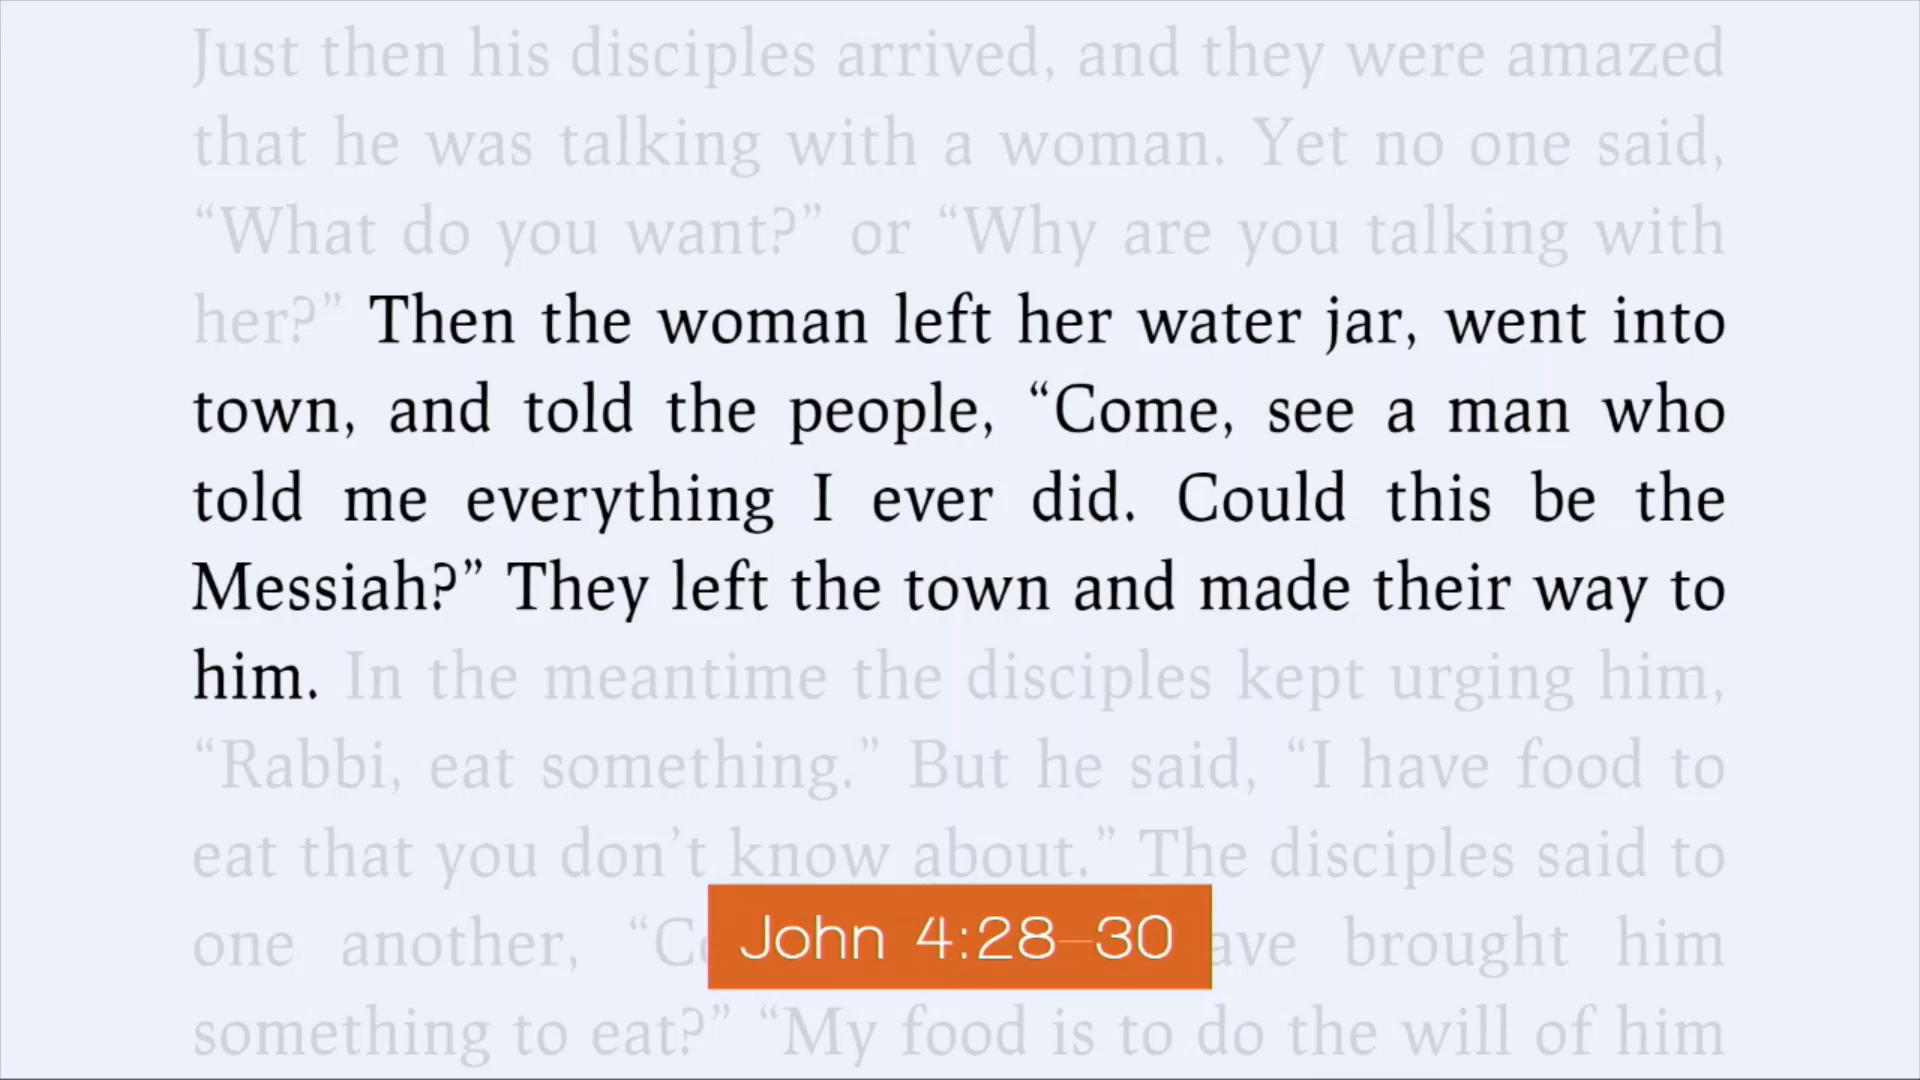 Just then his disciples arrived, and they were amazed
that he was talking with a woman. Yet no one said,
“What do you want?” or “Why are you talking with
her?” Then the woman left her water jar, went into
town, and told the people, “Come, see a man who
told me everything I ever did. Could this be the
Messiah?” They left the town and made their way to
him. In the meantime the disciples kept urging him,
“Rabbi, eat something.” But he said, “I have food to
eat that you don’t know about.” The disciples said to
one another, brought him
John 4:28–30
something to eat?” “My food is to do the will of him